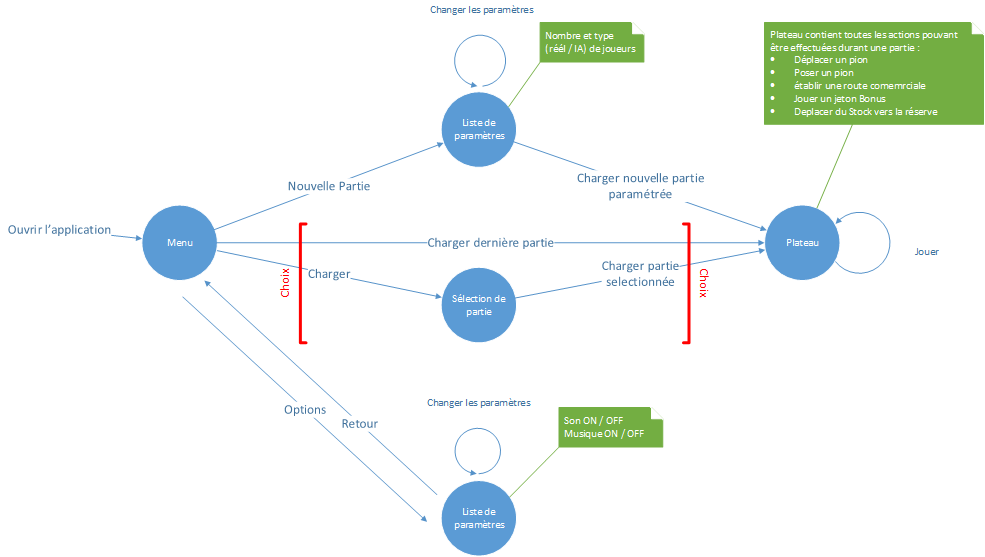 Changer les paramètres
Nombre et type
(réél / IA) de joueurs
Plateau contient toutes les actions pouvant
être effectuées durant une partie :
• Déplacer un pion
• Poser un pion
• établir une route comemrciale
• Jouer un jeton Bonus
• Deplacer du Stock vers la réserve
Liste de
paramètres
Nouvelle Partie
Charger nouvelle partie
paramétrée
Ouvrir l'application
Menu
Charger dernière partie
Plateau
Jouer
Choix
Charger
Charger partie
selectionnée
Choix
Sélection de
partie
Options
Retour
Changer les paramètres
Son ON / OFF
Musique ON / OFF
Liste de
paramètres